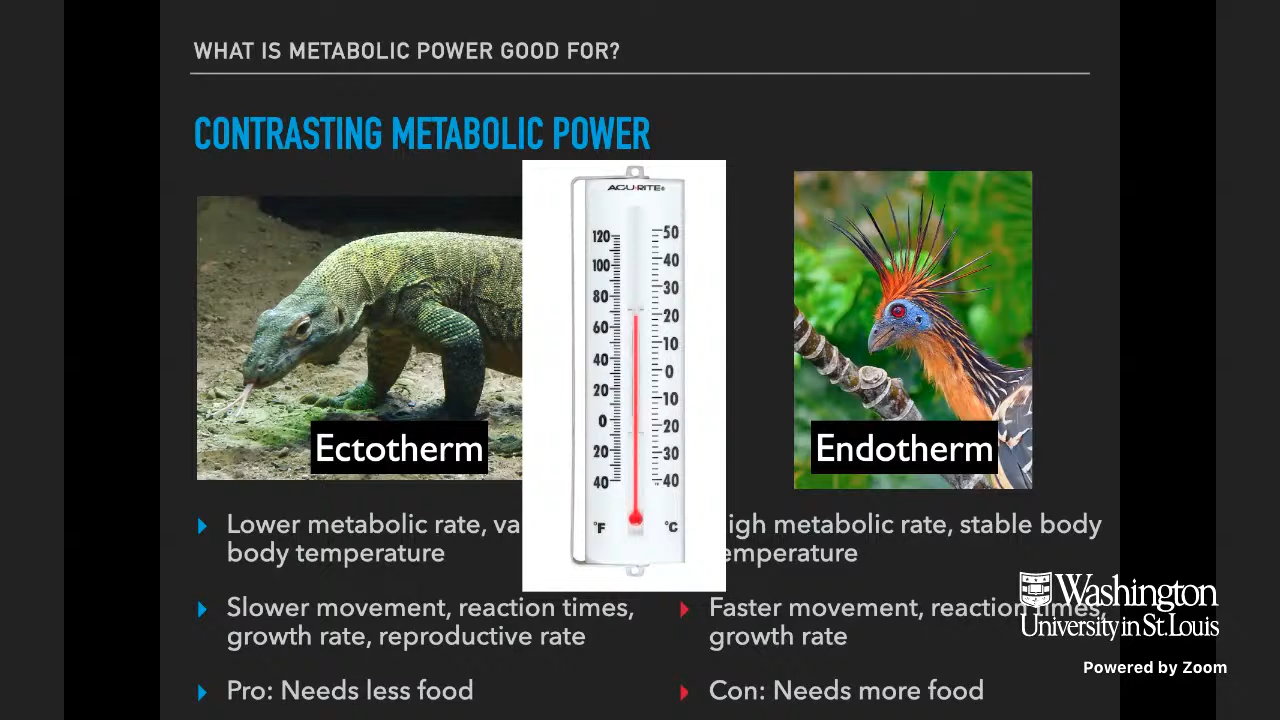 WHAT IS METABOLIC POWER GOOD FOR?
CONTRASTING METABOLIC POWER
ACU-RITE
120
100
80
60
40
20
0
20
40
°F
50
40
30
20
10
0
10
20
30
40
°C
Ectotherm
Endotherm
Lower metabolic rate, va
body temperature
igh metabolic rate, stable body
emperature
Slower movement, reaction times,
growth rate, reproductive rate
Faster movement, reaction times,
growth rate
Pro: Needs less food
Con: Needs more food
Washington
University in St. Louis
Powered by Zoom